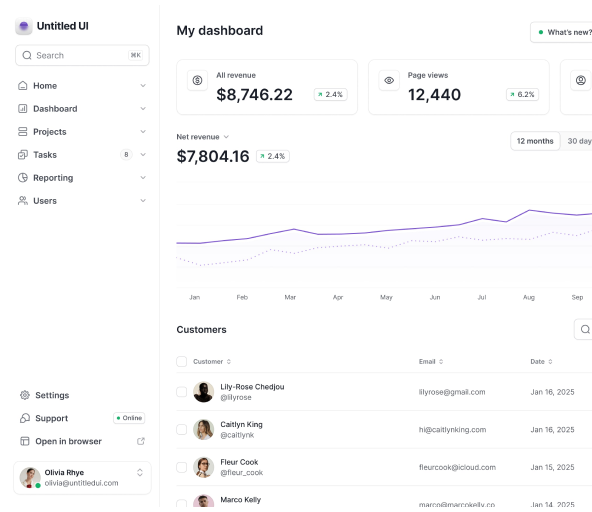 Untitled UI
Search
⌘K
Home
Dashboard
Projects
Tasks
8
Reporting
Users
Settings
Support
Online
Open in browser
Olivia Rhye
olivia@untitledui.com
My dashboard
What's new?
All revenue
$8,746.22
2.4%
Page views
12,440
6.2%
Net revenue
$7,804.16
2.4%
12 months
30 day
Jan Feb Mar Apr May Jun Jul Aug Sep
Customers
Customer Email Date
Lily-Rose Chedjou
@lilyrose
lilyrose@gmail.com
Jan 16, 2025
Caitlyn King
@caitlynk
hi@caitlynking.com
Jan 16, 2025
Fleur Cook
@fleur_cook
fleurcook@icloud.com
Jan 15, 2025
Marco Kelly
marco@marcokelly.co
Jan 14, 2025